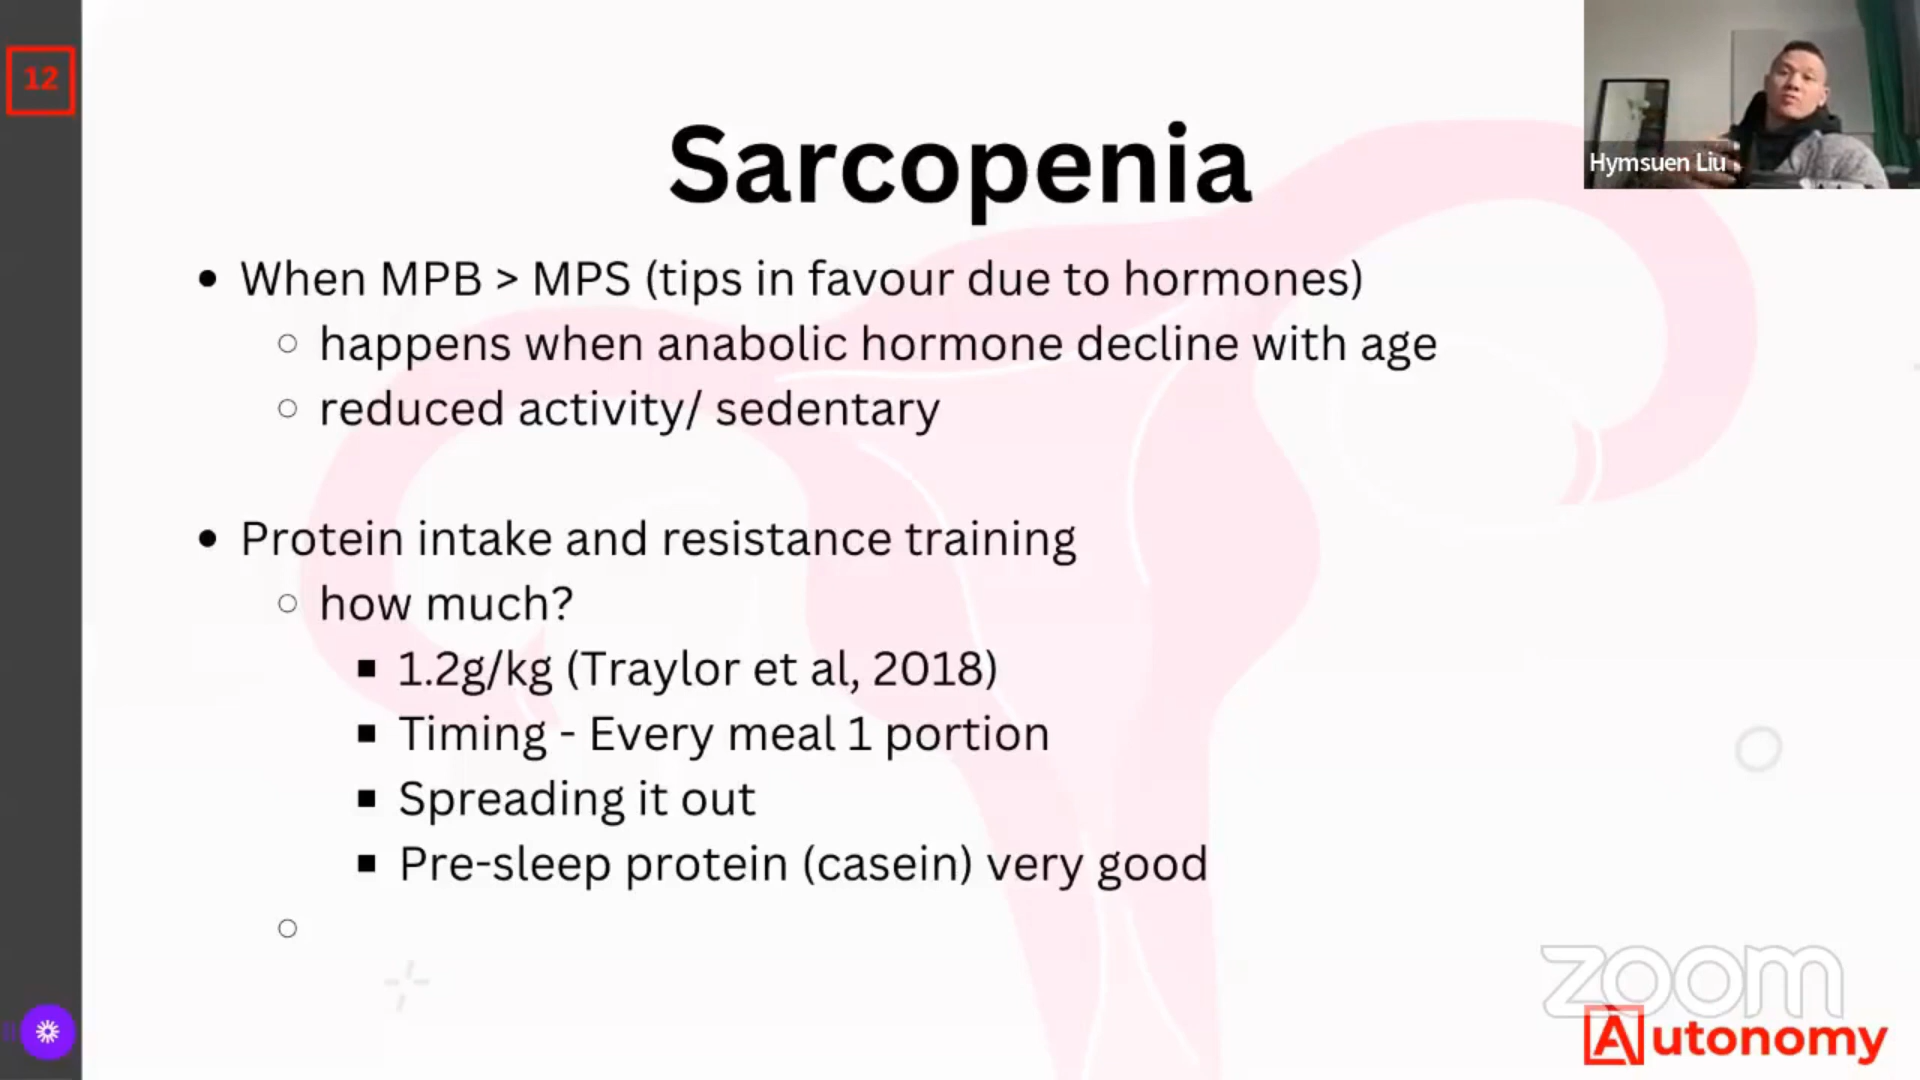 12
Hymsuen Liu
Sarcopenia
• When MPB > MPS (tips in favour due to hormones)
○ happens when anabolic hormone decline with age
○ reduced activity/ sedentary
• Protein intake and resistance training
○ how much?
▪ 1.2g/kg (Traylor et al, 2018)
▪ Timing - Every meal 1 portion
▪ Spreading it out
▪ Pre-sleep protein (casein) very good
○
zoom
Autonomy